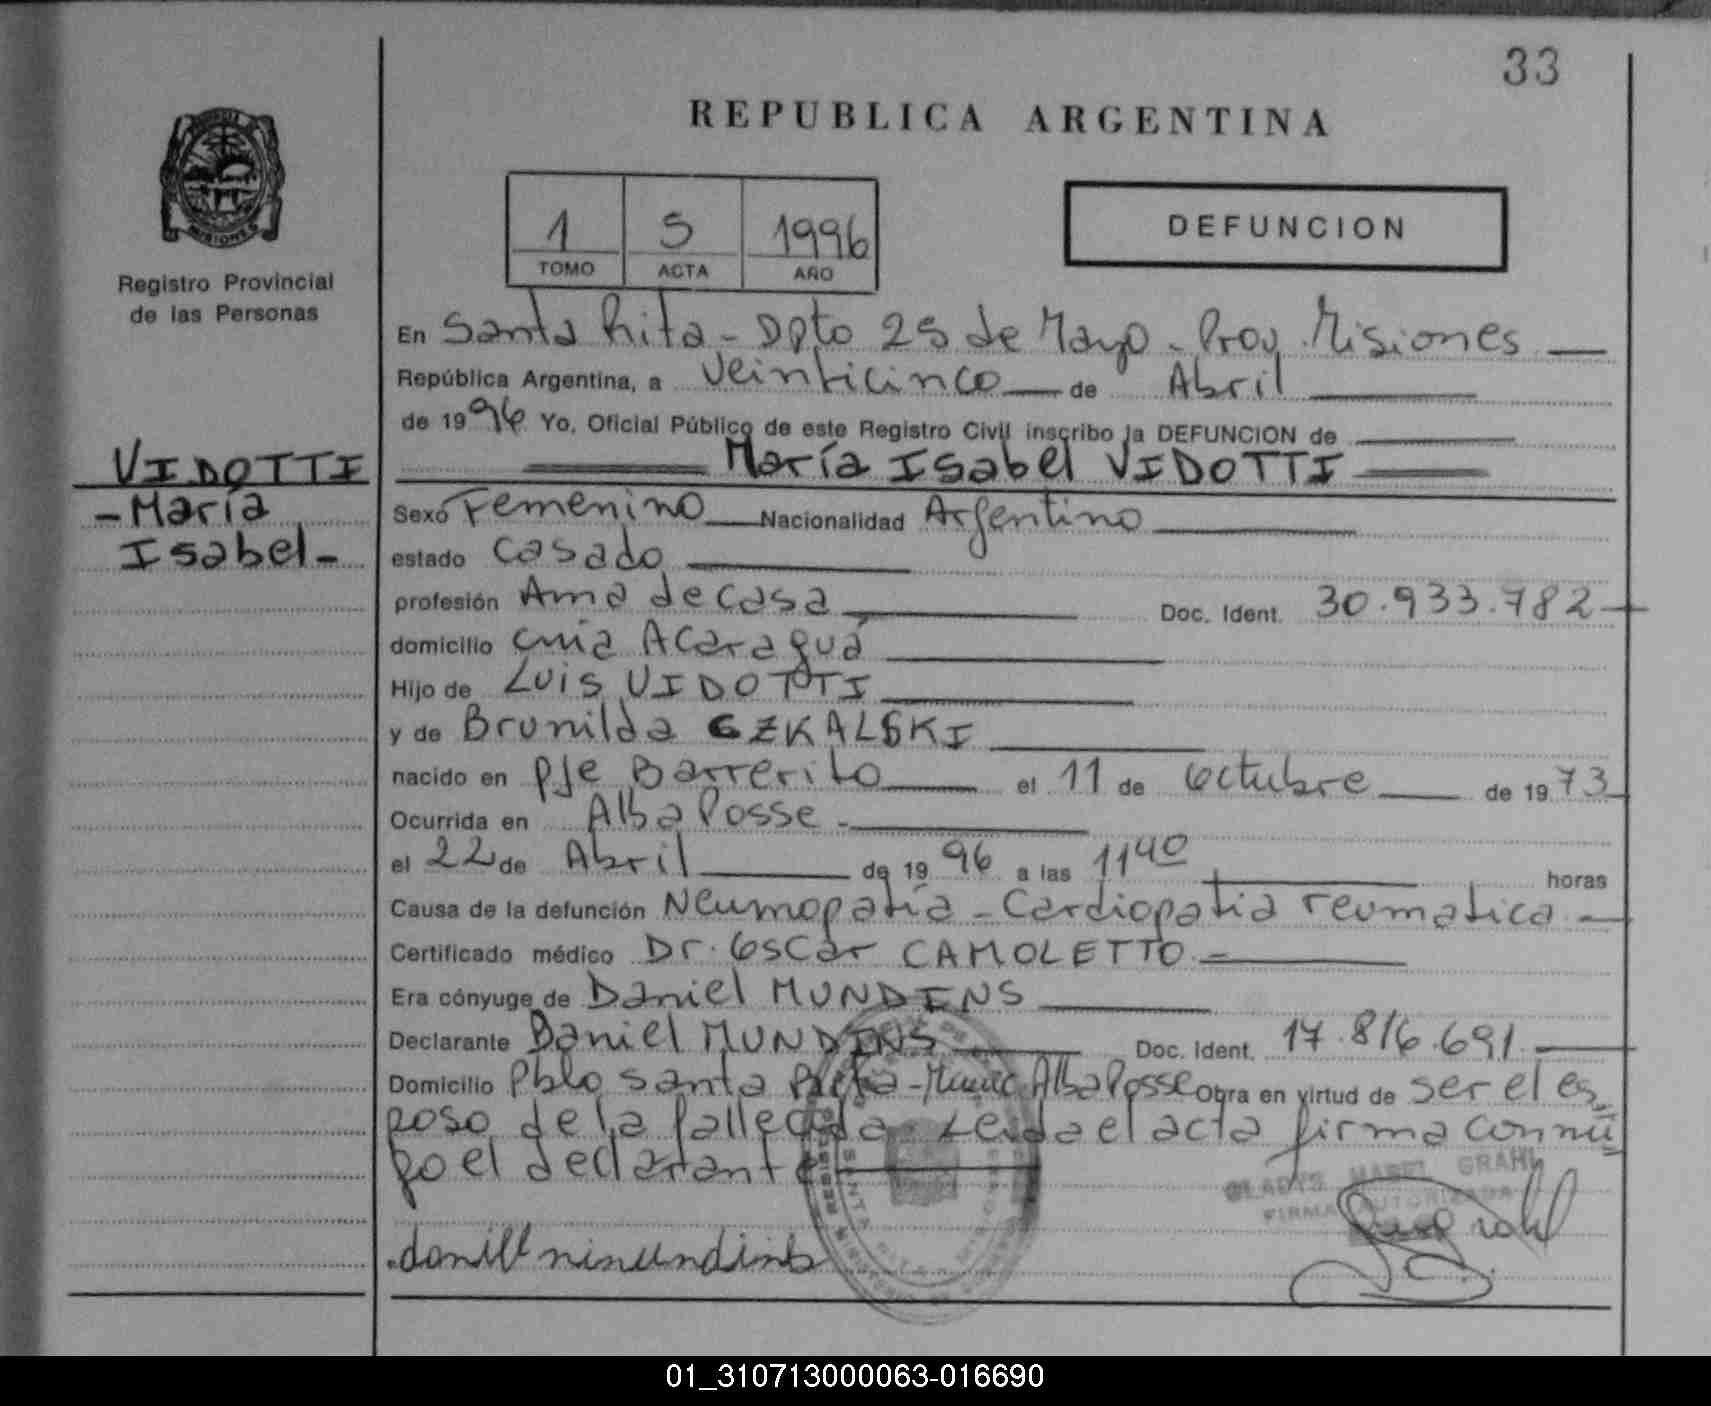 33
REPUBLICA ARGENTINA
MISIONES
Registro Provincial
de las Personas
1 5 1996
TOMO ACTA AÑO
DEFUNCION
En Santa Rita - Dpto 25 de Mayo - Prov. Misiones
República Argentina, a Veinticinco de Abril
de 1996 Yo, Oficial Público de este Registro Civil inscribo la DEFUNCION de
María Isabel VIDOTTI
VIDOTTI
- María
Isabel -
Sexo Femenino Nacionalidad Argentino
estado Casado
profesión Ama de casa Doc. Ident. 30.933.782
domicilio cnia Acaraguá
Hijo de Luis VIDOTTI
y de Brunilda CZKALSKI
nacido en pje Barrerito el 11 de Octubre de 1973
Ocurrida en Alba Posse -
el 22 de Abril de 1996 a las 1140 horas
Causa de la defunción Neumopatía - Cardiopatia reumatica -
Certificado médico Dr. Oscar CAMOLETTO -
Era cónyuge de Daniel MUNDINS
Declarante Daniel MUNDINS Doc. Ident. 17.816.691
Domicilio Pblo Santa Rita - Munic Alba Posse Obra en virtud de ser el es
poso de la fallecida - Leida el acta firma conmi
go el declarante
GLADYS MABEL GRAHL
FIRMA AUTORIZADA
01_310713000063-016690